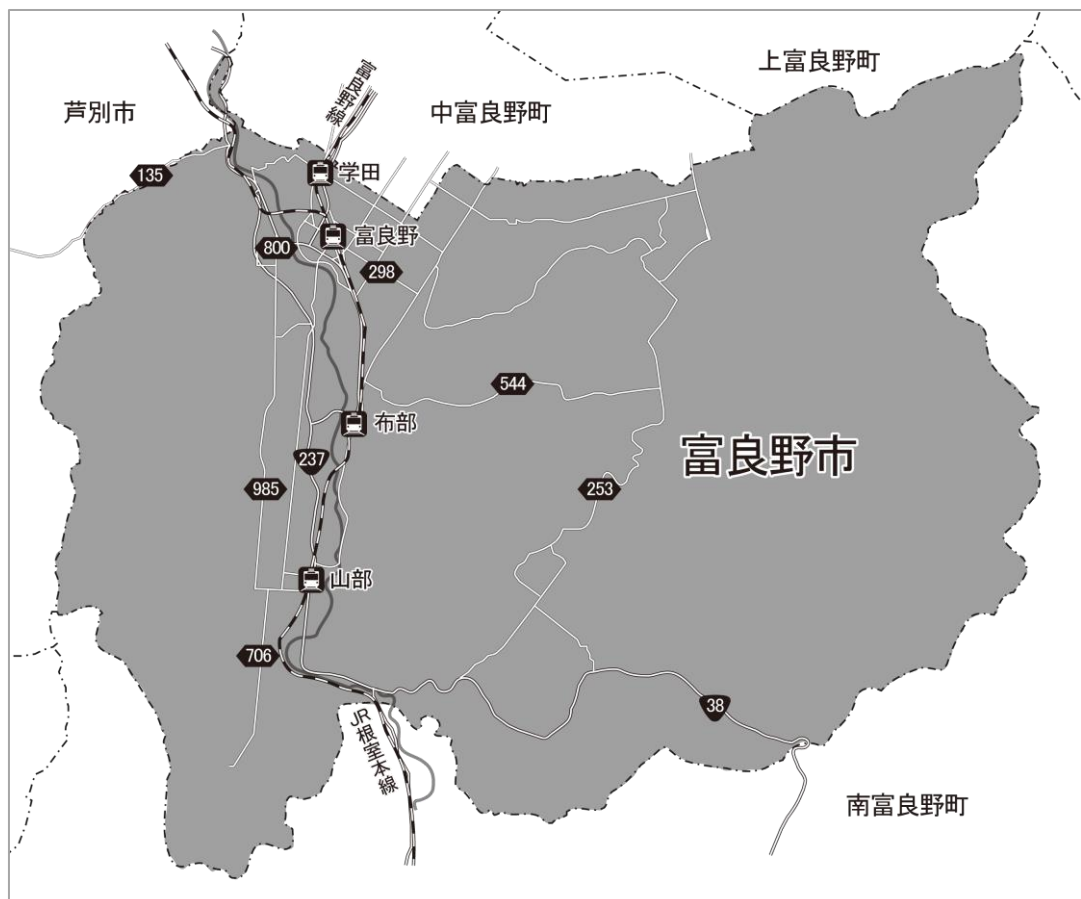 上富良野町
富良野線
芦別市
中富良野町
135
学田
富良野
800
298
544
布部
富良野市
237
985
253
山部
706
38
JR根室本線
南富良野町